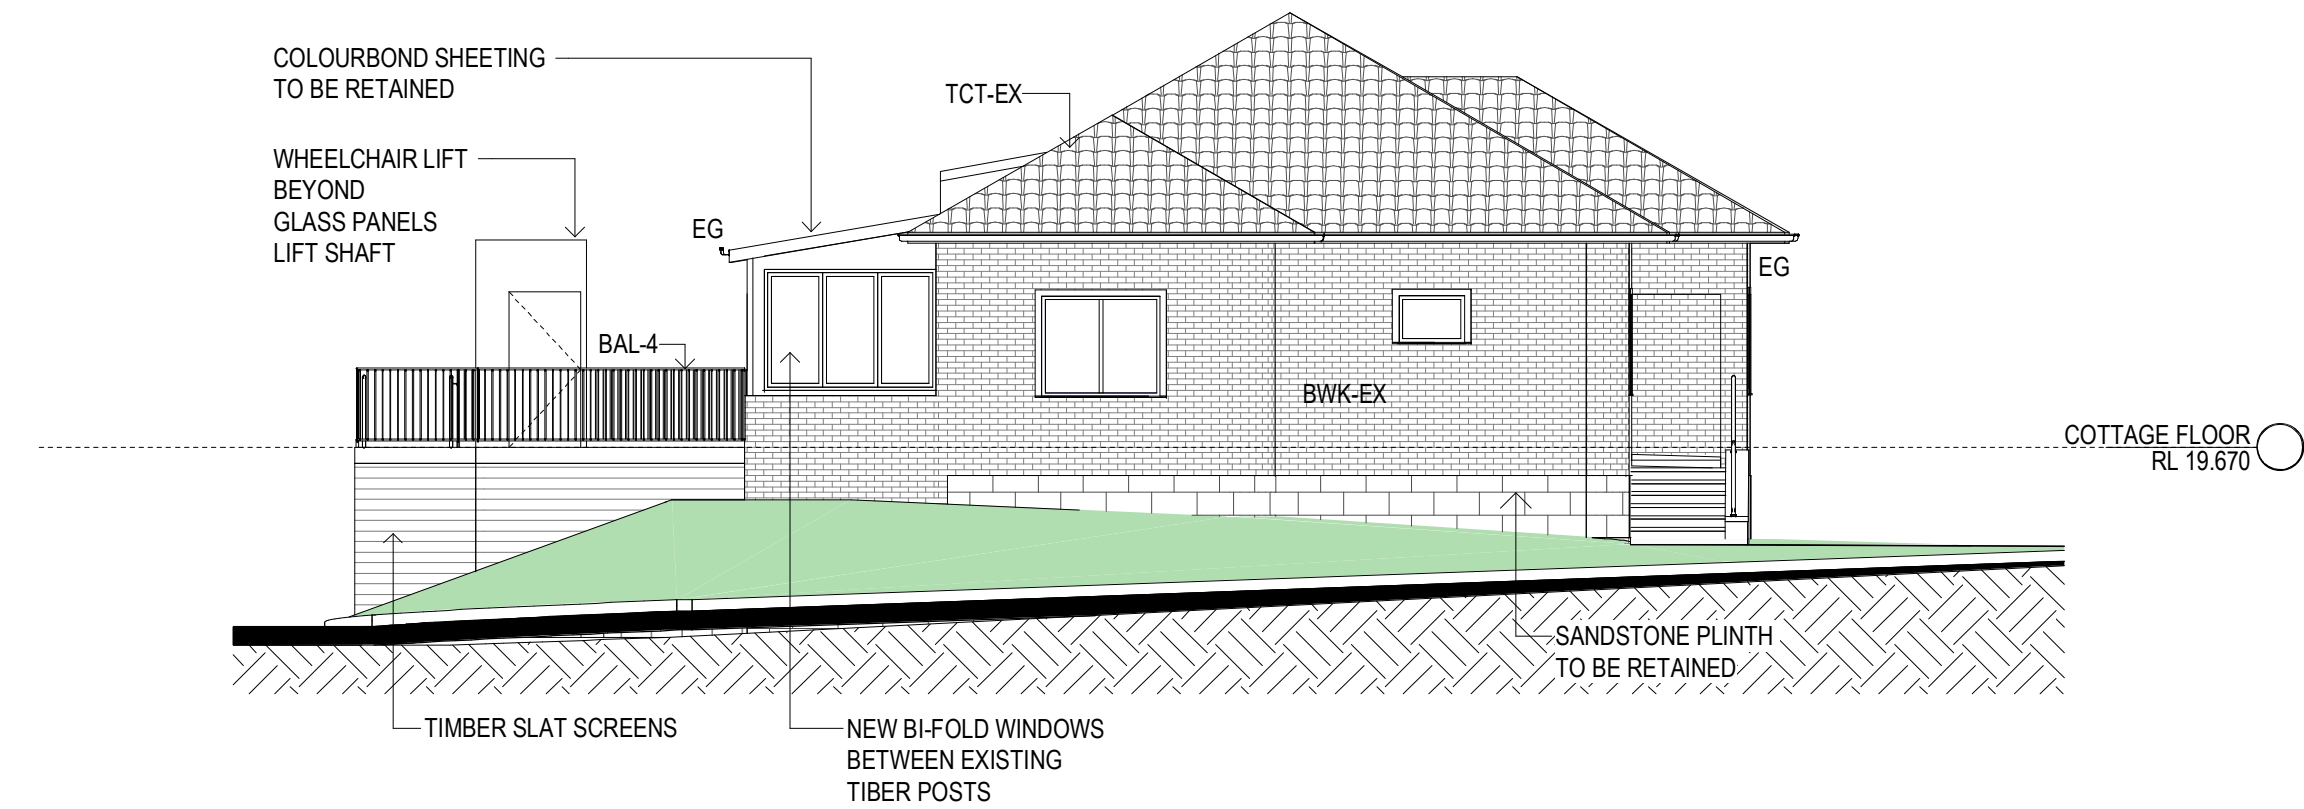 COLOURBOND SHEETING
TO BE RETAINED
TCT-EX
WHEELCHAIR LIFT
BEYOND
GLASS PANELS
LIFT SHAFT
EG
EG
BAL-4
BWK-EX
COTTAGE FLOOR
RL 19.670
SANDSTONE PLINTH
TO BE RETAINED
TIMBER SLAT SCREENS
NEW BI-FOLD WINDOWS
BETWEEN EXISTING
TIBER POSTS